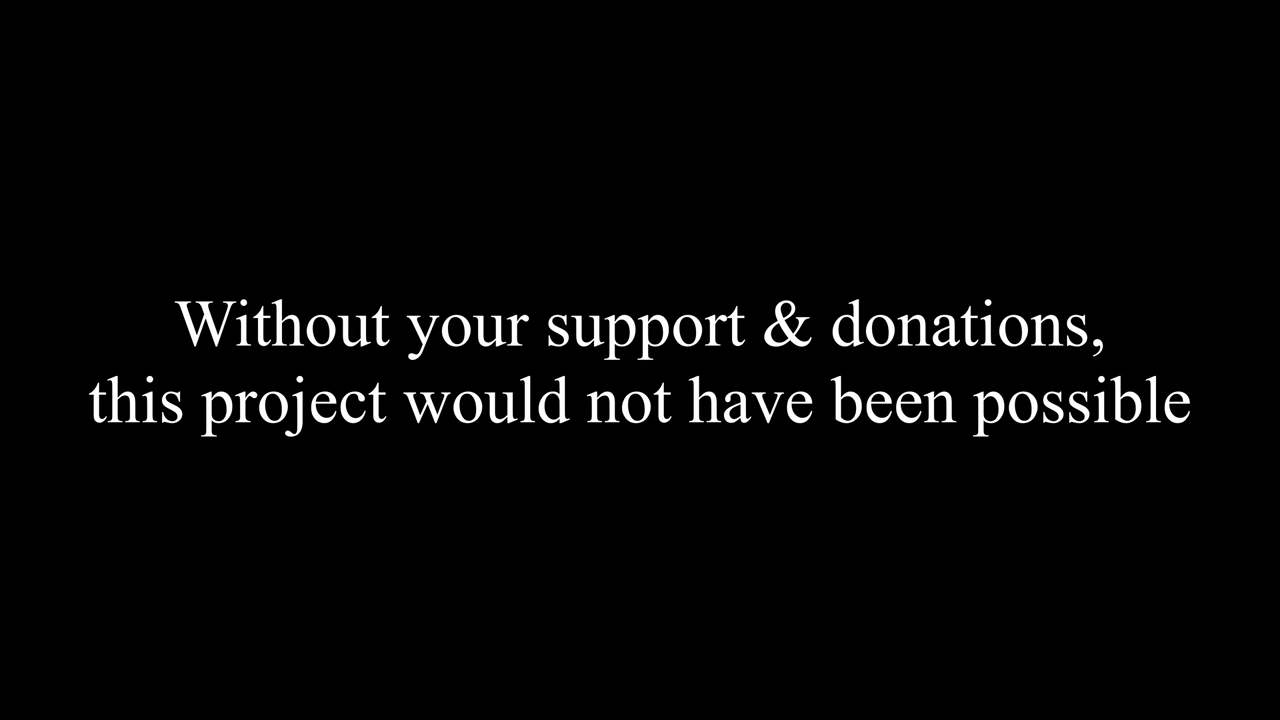 Without your support & donations,
this project would not have been possible